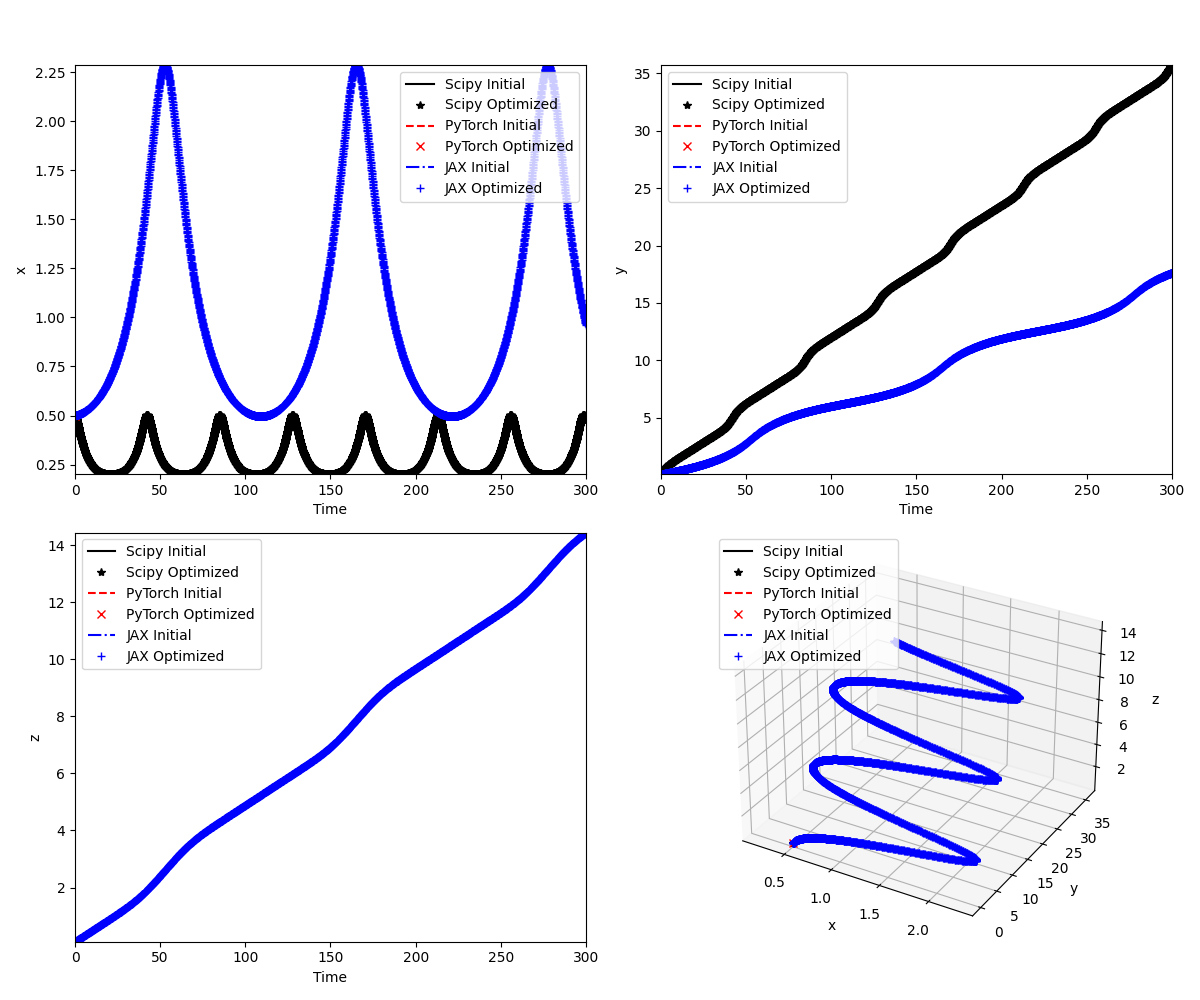 2.25
2.00
1.75
1.50
1.25
1.00
0.75
0.50
0.25
x
Scipy Initial
Scipy Optimized
PyTorch Initial
PyTorch Optimized
JAX Initial
JAX Optimized
0 50 100 150 200 250 300
Time
35
30
25
20
15
10
5
y
Scipy Initial
Scipy Optimized
PyTorch Initial
PyTorch Optimized
JAX Initial
JAX Optimized
0 50 100 150 200 250 300
Time
14
12
10
8
6
4
2
z
Scipy Initial
Scipy Optimized
PyTorch Initial
PyTorch Optimized
JAX Initial
JAX Optimized
0 50 100 150 200 250 300
Time
Scipy Initial
Scipy Optimized
PyTorch Initial
PyTorch Optimized
JAX Initial
JAX Optimized
14
12
10
8
6
4
2
z
35
30
25
20
15
10
5
0
y
0.5
1.0
1.5
2.0
x